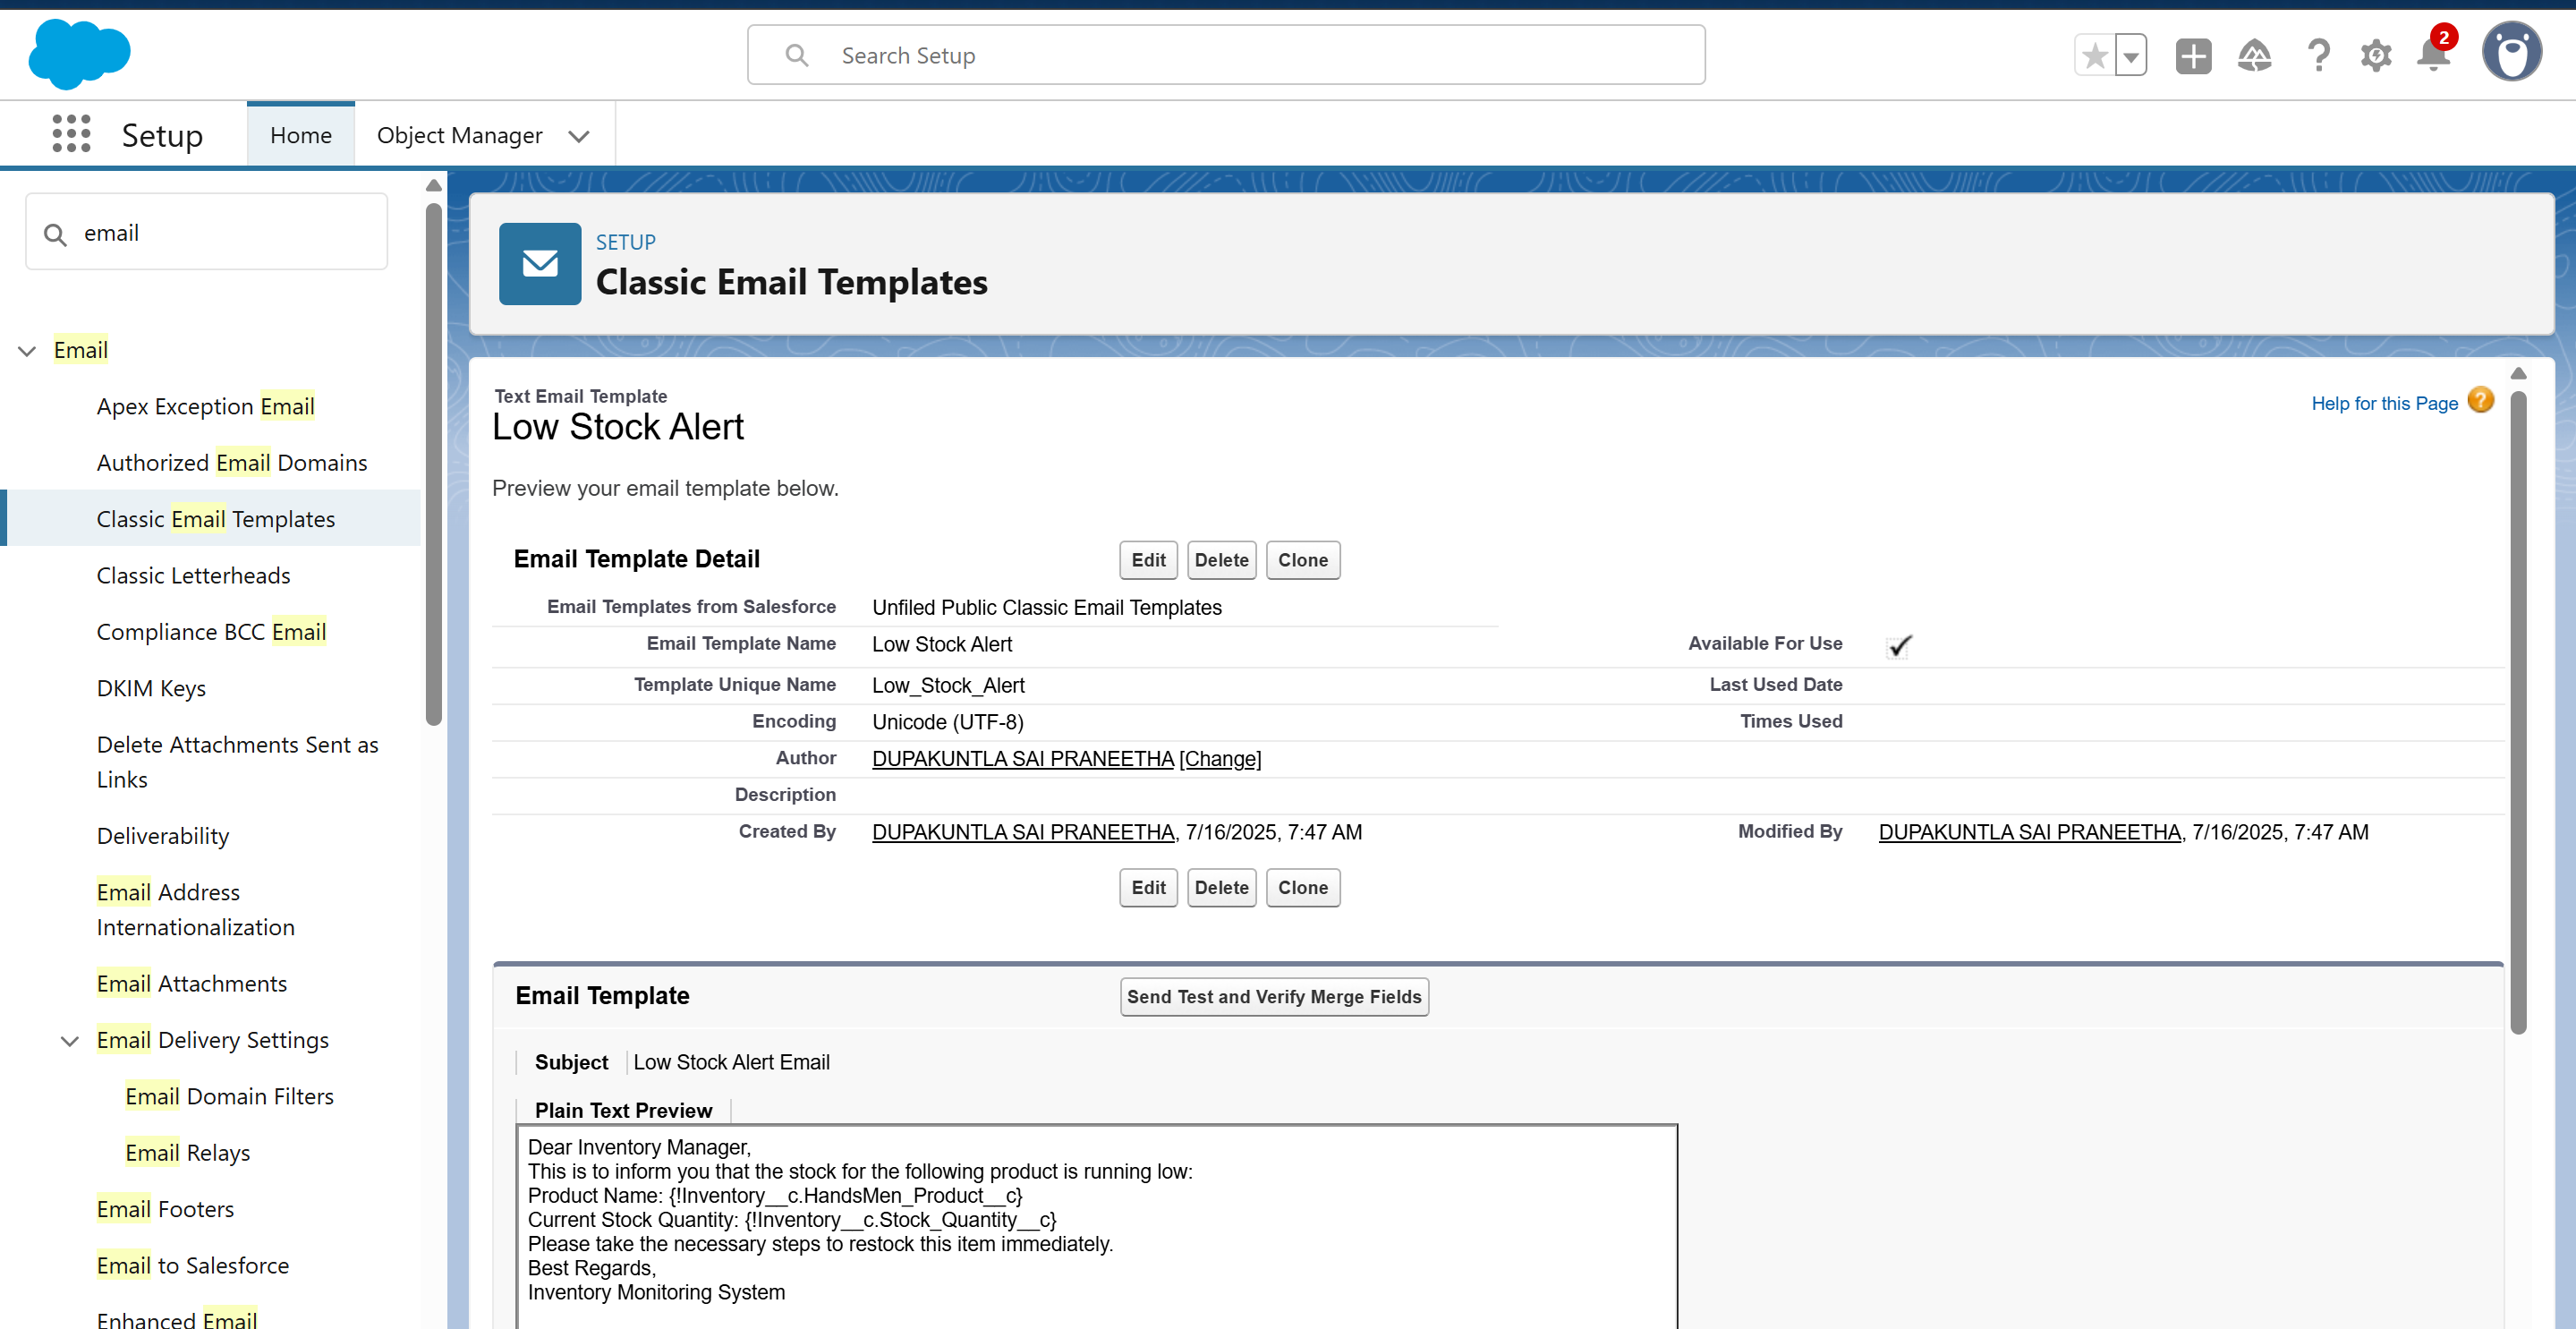 Search Setup
2
Setup
Home
Object Manager
email
Email
Apex Exception Email
Authorized Email Domains
Classic Email Templates
Classic Letterheads
Compliance BCC Email
DKIM Keys
Delete Attachments Sent as
Links
Deliverability
Email Address
Internationalization
Email Attachments
Email Delivery Settings
Email Domain Filters
Email Relays
Email Footers
Email to Salesforce
Enhanced Email
SETUP
Classic Email Templates
Text Email Template
Low Stock Alert
Help for this Page ?
Preview your email template below.
Email Template Detail Edit Delete Clone
Email Templates from Salesforce Unfiled Public Classic Email Templates
Email Template Name Low Stock Alert Available For Use
Template Unique Name Low_Stock_Alert Last Used Date
Encoding Unicode (UTF-8) Times Used
Author DUPAKUNTLA SAI PRANEETHA [Change]
Description
Created By DUPAKUNTLA SAI PRANEETHA, 7/16/2025, 7:47 AM Modified By DUPAKUNTLA SAI PRANEETHA, 7/16/2025, 7:47 AM
Edit Delete Clone
Email Template Send Test and Verify Merge Fields
Subject Low Stock Alert Email
Plain Text Preview
Dear Inventory Manager,
This is to inform you that the stock for the following product is running low:
Product Name: {!Inventory__c.HandsMen_Product__c}
Current Stock Quantity: {!Inventory__c.Stock_Quantity__c}
Please take the necessary steps to restock this item immediately.
Best Regards,
Inventory Monitoring System